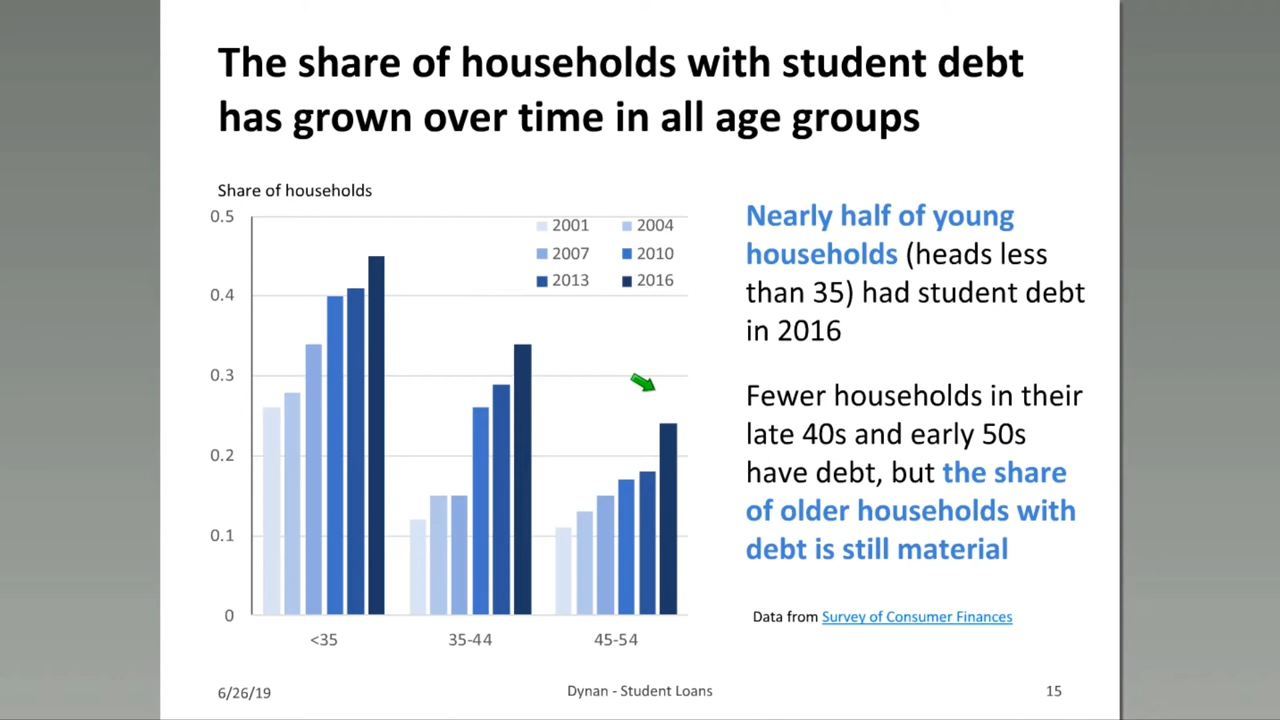 The share of households with student debt
has grown over time in all age groups
Share of households
0.5
0.4
0.3
0.2
0.1
0
2001 2004
2007 2010
2013 2016
<35 35-44 45-54
Nearly half of young
households (heads less
than 35) had student debt
in 2016
Fewer households in their
late 40s and early 50s
have debt, but the share
of older households with
debt is still material
Data from Survey of Consumer Finances
6/26/19 Dynan - Student Loans 15